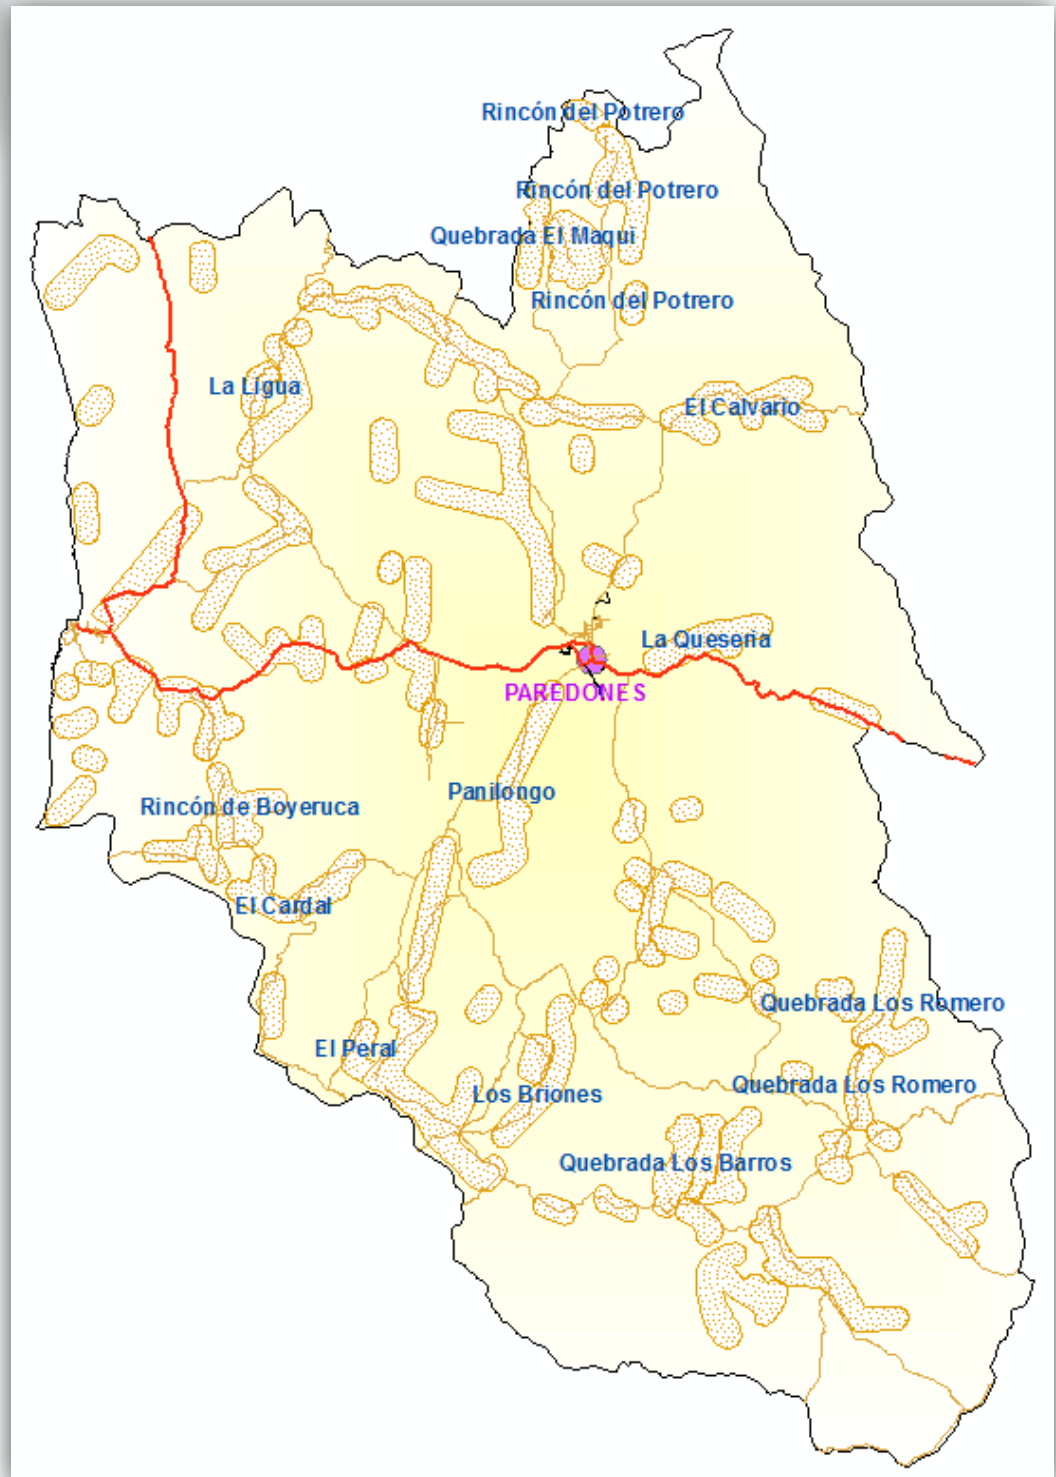 Rincón del Potrero
Rincón del Potrero
Quebrada El Maqui
Rincón del Potrero
La Ligua
El Calvario
La Queseria
PAREDONES
Panilongo
Rincón de Boyeruca
El Cardal
Quebrada Los Romero
El Peral
Quebrada Los Romero
Los Briones
Quebrada Los Barros